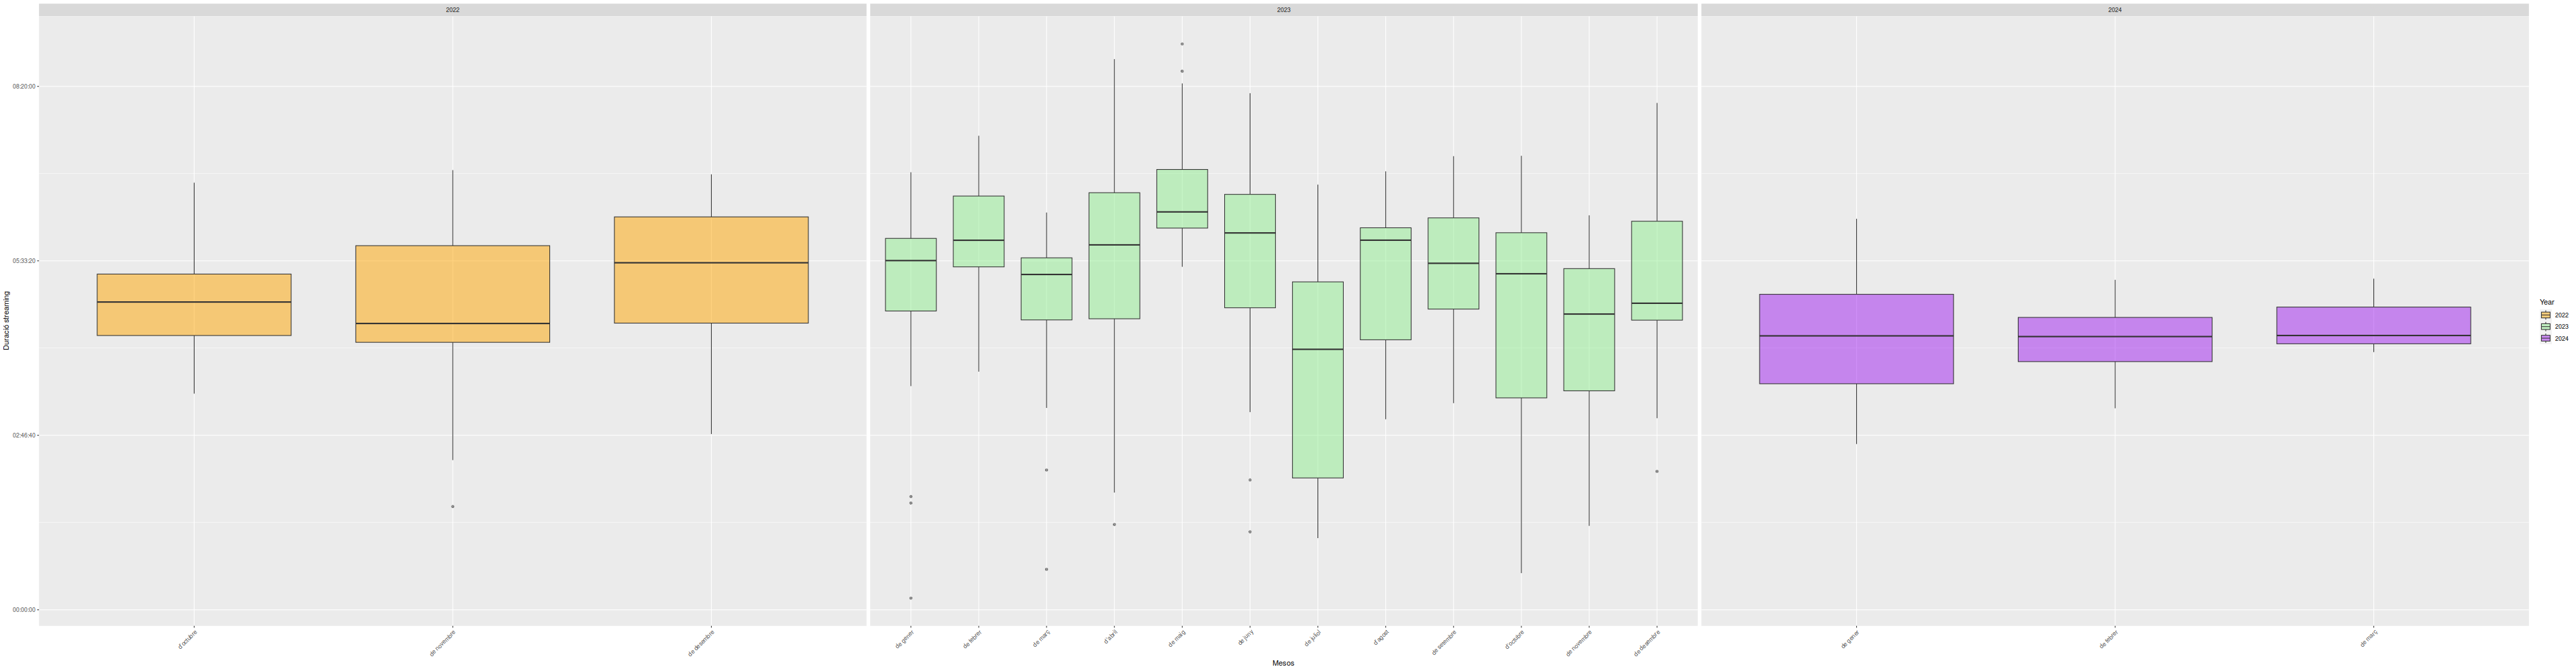 2022
2023
2024
Duració streaming
08:20:00
05:33:20
02:46:40
00:00:00
d'octubre
de novembre
de desembre
de gener
de febrer
de març
d'abril
de maig
de juny
de juliol
d'agost
de setembre
d'octubre
de novembre
de desembre
de gener
de febrer
de març
Mesos
Year
2022
2023
2024